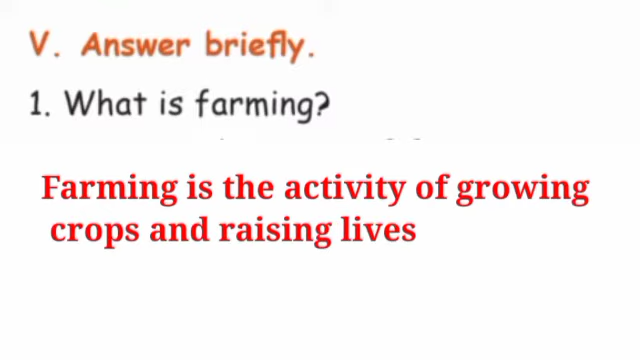 V. Answer briefly.
1. What is farming?
Farming is the activity of growing
crops and raising lives